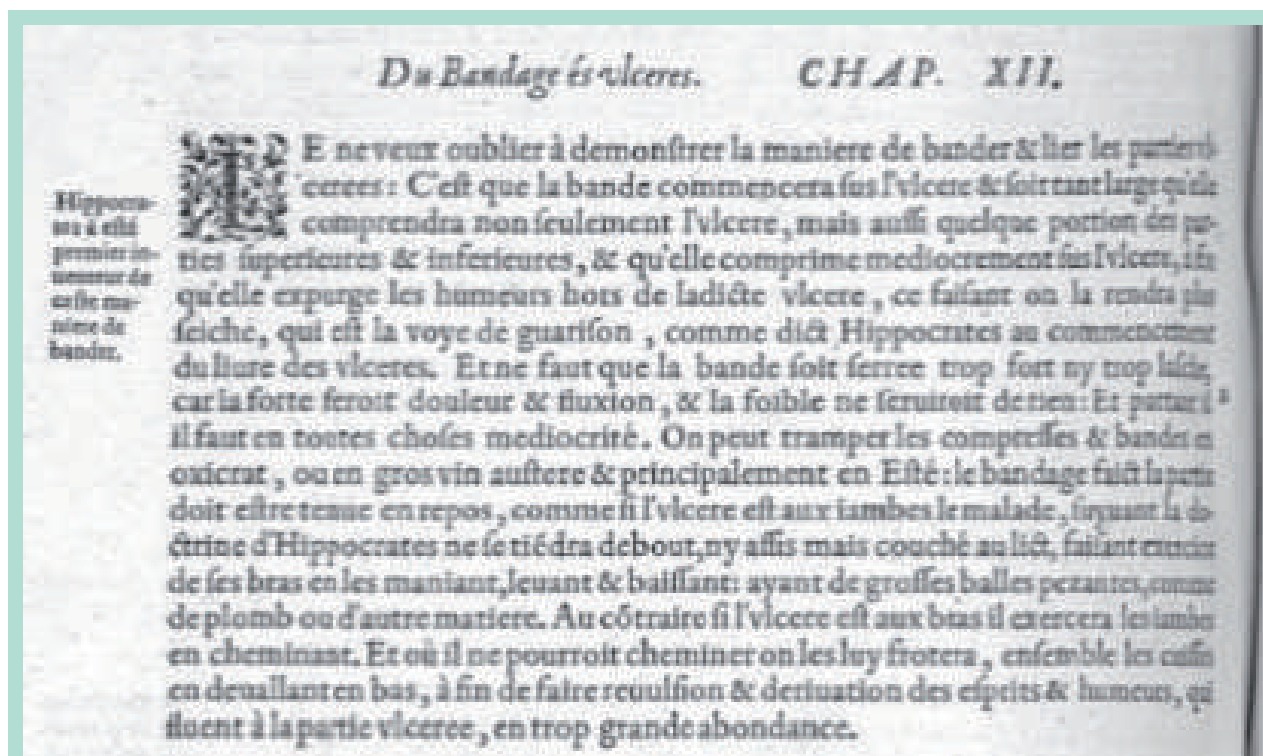 Du Bandage és vlceres. CHAP. XII.
IE ne veux oublier à demonſtrer la maniere de bander & lier les
cerees: C'eſt que la bande commencera ſus l'vlcere & ſoit tant large qu'elle
comprendra non ſeulement l'vlcere, mais auſſi quelque portion des par-
ties ſuperieures & inferieures, & qu'elle comprime mediocrement ſus l'vlcere,
qu'elle expurge les humeurs hors de ladicte vlcere, ce faiſant on la rendra plus
ſeiche, qui eſt la voye de guariſon, comme dict Hippocrates au commencement
du liure des vlceres. Et ne faut que la bande ſoit ſerree trop fort ny trop laſche,
car la forte feroit douleur & fluxion, & la foible ne ſeruiroit de rien: Et partant
il faut en toutes choſes mediocrité. On peut tramper les compreſſes & bandes en
oxicrat, ou en gros vin auſtere & principalement en Eſté: le bandage faict la partie
doit eſtre tenue en repos, comme ſi l'vlcere eſt aux iambes le malade, ſuyuant la do-
ctrine d'Hippocrates ne ſe tiédra debout, ny aſſis mais couché au lict, faiſant exercice
de ſes bras en les maniant, leuant & baiſſant: ayant de groſſes balles pezantes, comme
de plomb ou d'autre matiere. Au cõtraire ſi l'vlcere eſt aux bras il exercera les iambes
en cheminant. Et où il ne pourroit cheminer on les luy frotera, enſemble les cuiſſes
en deuallant en bas, à fin de faire reuulſion & deriuation des eſprits & humeurs, qui
fluent à la partie vlceree, en trop grande abondance.
Hippocra-
tes a eſté
premier in-
uenteur de
ceſte ma-
niere de
bander.